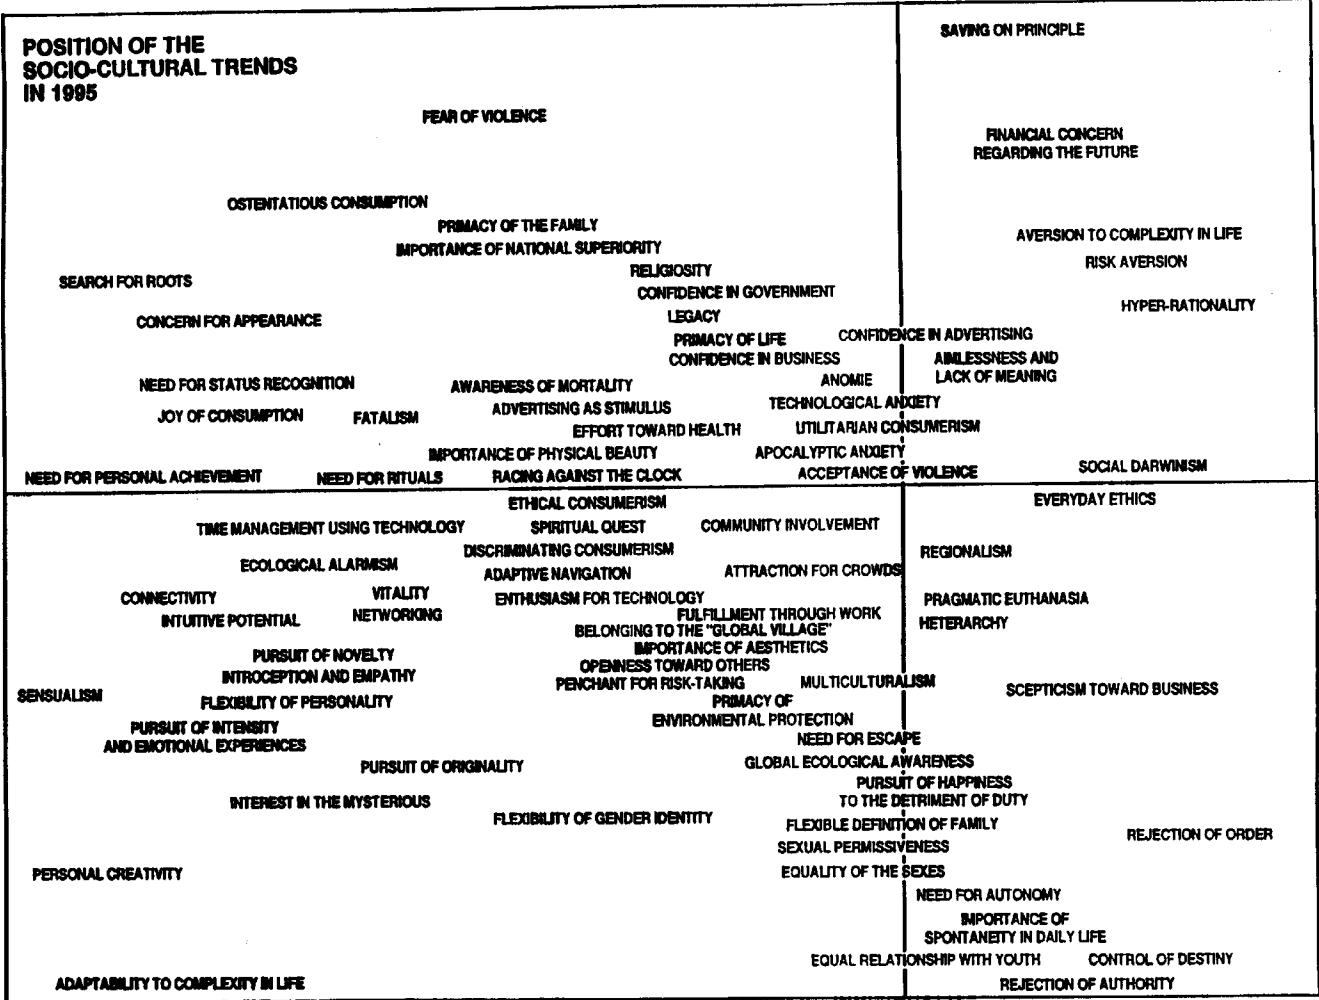 POSITION OF THE
SOCIO-CULTURAL TRENDS
IN 1995
SAVING ON PRINCIPLE
FEAR OF VIOLENCE
FINANCIAL CONCERN
REGARDING THE FUTURE
OSTENTATIOUS CONSUMPTION
PRIMACY OF THE FAMILY
AVERSION TO COMPLEXITY IN LIFE
IMPORTANCE OF NATIONAL SUPERIORITY
RISK AVERSION
RELIGIOSITY
SEARCH FOR ROOTS
CONFIDENCE IN GOVERNMENT
HYPER-RATIONALITY
LEGACY
CONCERN FOR APPEARANCE
PRIMACY OF LIFE
CONFIDENCE IN ADVERTISING
CONFIDENCE IN BUSINESS
AIMLESSNESS AND
LACK OF MEANING
NEED FOR STATUS RECOGNITION
AWARENESS OF MORTALITY
ANOMIE
ADVERTISING AS STIMULUS
TECHNOLOGICAL ANXIETY
JOY OF CONSUMPTION
FATALISM
EFFORT TOWARD HEALTH
UTILITARIAN CONSUMERISM
IMPORTANCE OF PHYSICAL BEAUTY
APOCALYPTIC ANXIETY
NEED FOR PERSONAL ACHIEVEMENT
NEED FOR RITUALS
RACING AGAINST THE CLOCK
ACCEPTANCE OF VIOLENCE
SOCIAL DARWINISM
ETHICAL CONSUMERISM
EVERYDAY ETHICS
TIME MANAGEMENT USING TECHNOLOGY
SPIRITUAL QUEST
COMMUNITY INVOLVEMENT
DISCRIMINATING CONSUMERISM
REGIONALISM
ECOLOGICAL ALARMISM
ADAPTIVE NAVIGATION
ATTRACTION FOR CROWDS
CONNECTIVITY
VITALITY
ENTHUSIASM FOR TECHNOLOGY
PRAGMATIC EUTHANASIA
INTUITIVE POTENTIAL
NETWORKING
FULFILLMENT THROUGH WORK
HETERARCHY
BELONGING TO THE "GLOBAL VILLAGE"
IMPORTANCE OF AESTHETICS
PURSUIT OF NOVELTY
OPENNESS TOWARD OTHERS
INTROCEPTION AND EMPATHY
PENCHANT FOR RISK-TAKING
MULTICULTURALISM
SCEPTICISM TOWARD BUSINESS
SENSUALISM
FLEXIBILITY OF PERSONALITY
PRIMACY OF
ENVIRONMENTAL PROTECTION
PURSUIT OF INTENSITY
AND EMOTIONAL EXPERIENCES
NEED FOR ESCAPE
PURSUIT OF ORIGINALITY
GLOBAL ECOLOGICAL AWARENESS
PURSUIT OF HAPPINESS
TO THE DETRIMENT OF DUTY
INTEREST IN THE MYSTERIOUS
FLEXIBILITY OF GENDER IDENTITY
FLEXIBLE DEFINITION OF FAMILY
REJECTION OF ORDER
SEXUAL PERMISSIVENESS
PERSONAL CREATIVITY
EQUALITY OF THE SEXES
NEED FOR AUTONOMY
IMPORTANCE OF
SPONTANEITY IN DAILY LIFE
EQUAL RELATIONSHIP WITH YOUTH
CONTROL OF DESTINY
ADAPTABILITY TO COMPLEXITY IN LIFE
REJECTION OF AUTHORITY